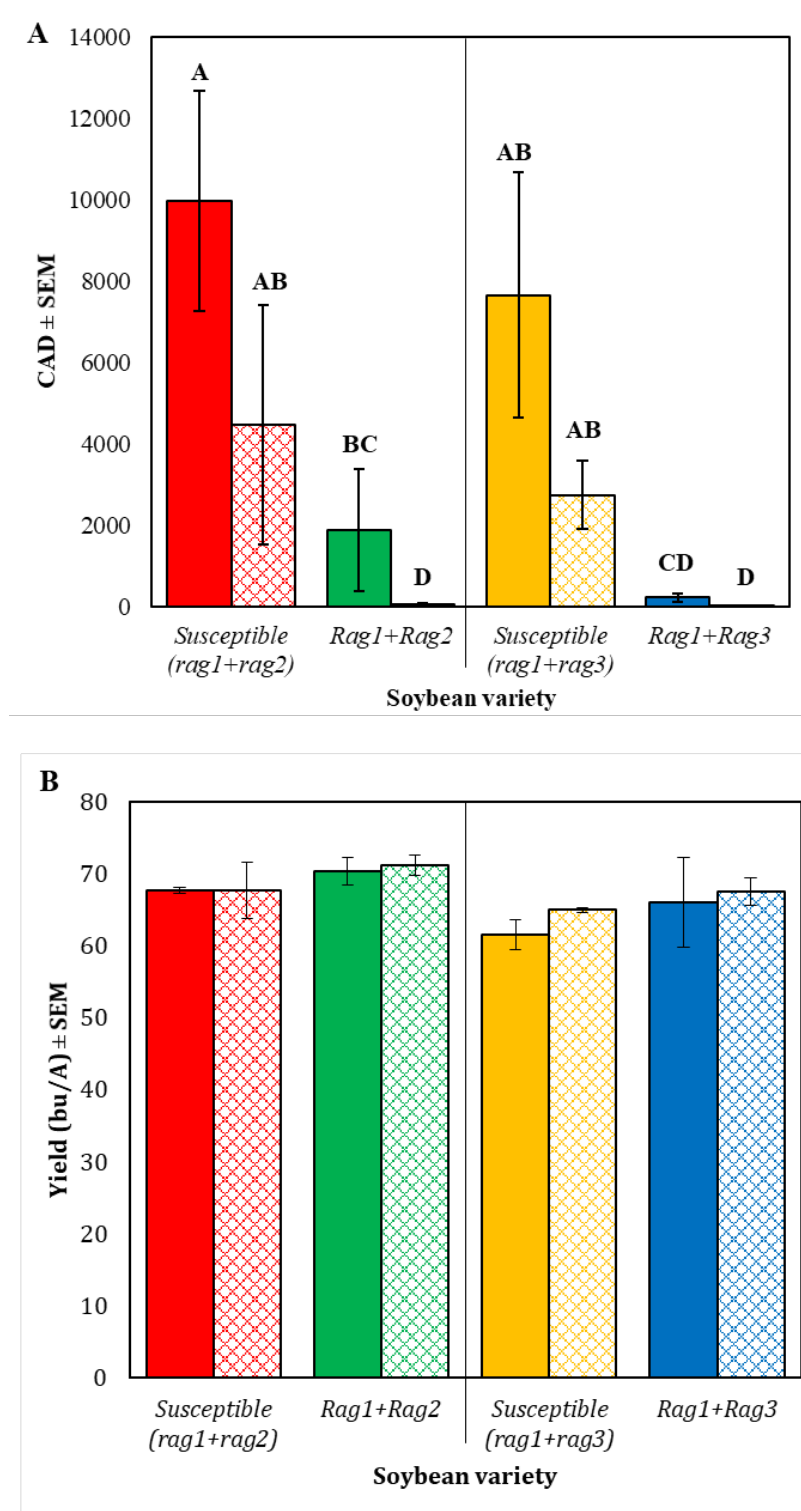 A
14000
12000
10000
8000
6000
4000
2000
0
CAD ± SEM
A
AB
BC
D
AB
AB
CD
D
Susceptible
(rag1+rag2)
Rag1+Rag2
Susceptible
(rag1+rag3)
Rag1+Rag3
Soybean variety
B
80
70
60
50
40
30
20
10
0
Yield (bu/A) ± SEM
Susceptible
(rag1+rag2)
Rag1+Rag2
Susceptible
(rag1+rag3)
Rag1+Rag3
Soybean variety